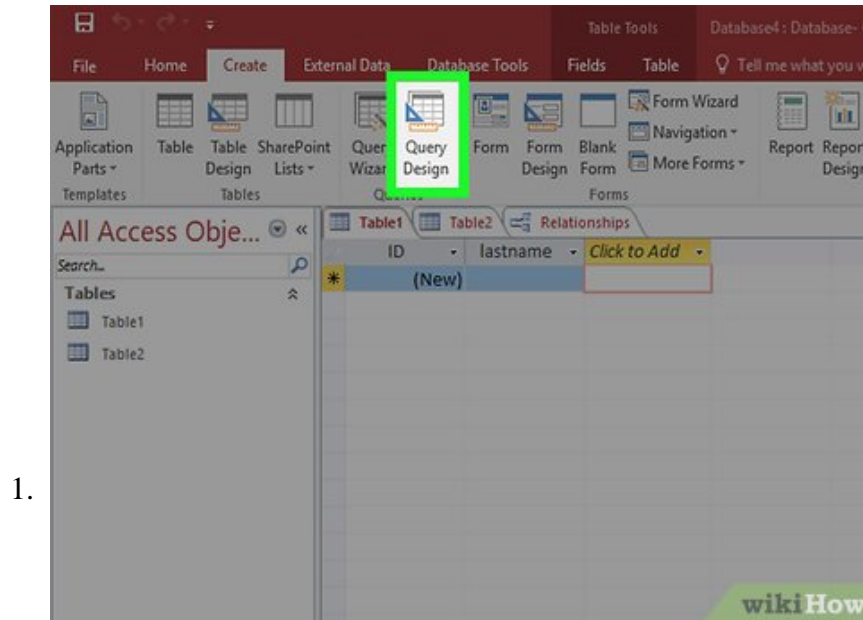 Table Tools Database4 : Database-
File Home Create External Data Database Tools Fields Table Tell me what you w
Application Parts Table Table Design SharePoint Lists Query Design Form Form Design Blank Form Form Wizard
Navigation
More Forms
Report
Design
Templates Tables Forms
All Access Obje... « Table1 Table2 Relationships
Search.. ID lastname Click to Add
Tables (New)
Table1
Table2
1.
wikiHow